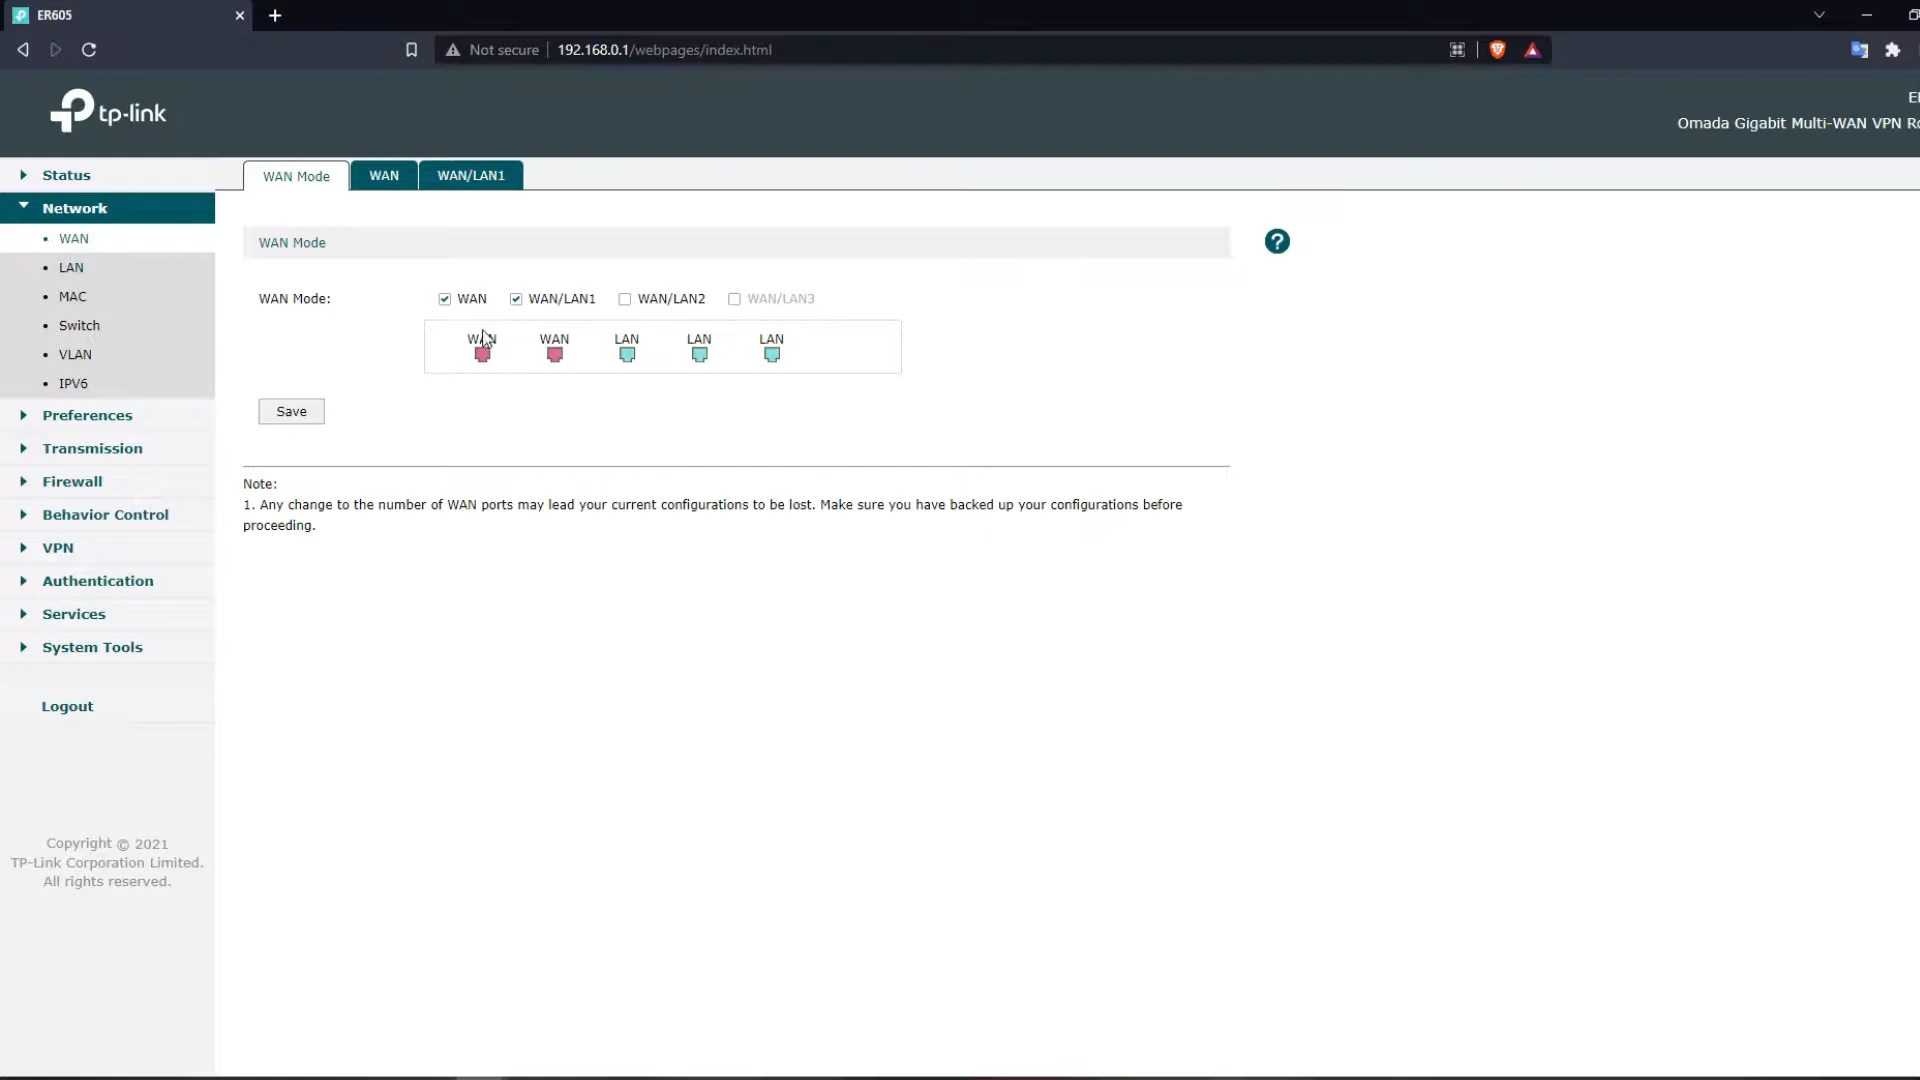 ER605
Not secure
192.168.0.1/webpages/index.html
tp-link
Omada Gigabit Multi-WAN VPN
Status
Network
WAN
LAN
MAC
Switch
VLAN
IPV6
Preferences
Transmission
Firewall
Behavior Control
VPN
Authentication
Services
System Tools
Logout
Copyright © 2021
TP-Link Corporation Limited.
All rights reserved.
WAN Mode WAN WAN/LAN1
WAN Mode
?
WAN Mode: WAN WAN/LAN1 WAN/LAN2 WAN/LAN3
WAN WAN LAN LAN LAN
Save
Note:
1. Any change to the number of WAN ports may lead your current configurations to be lost. Make sure you have backed up your configurations before
proceeding.